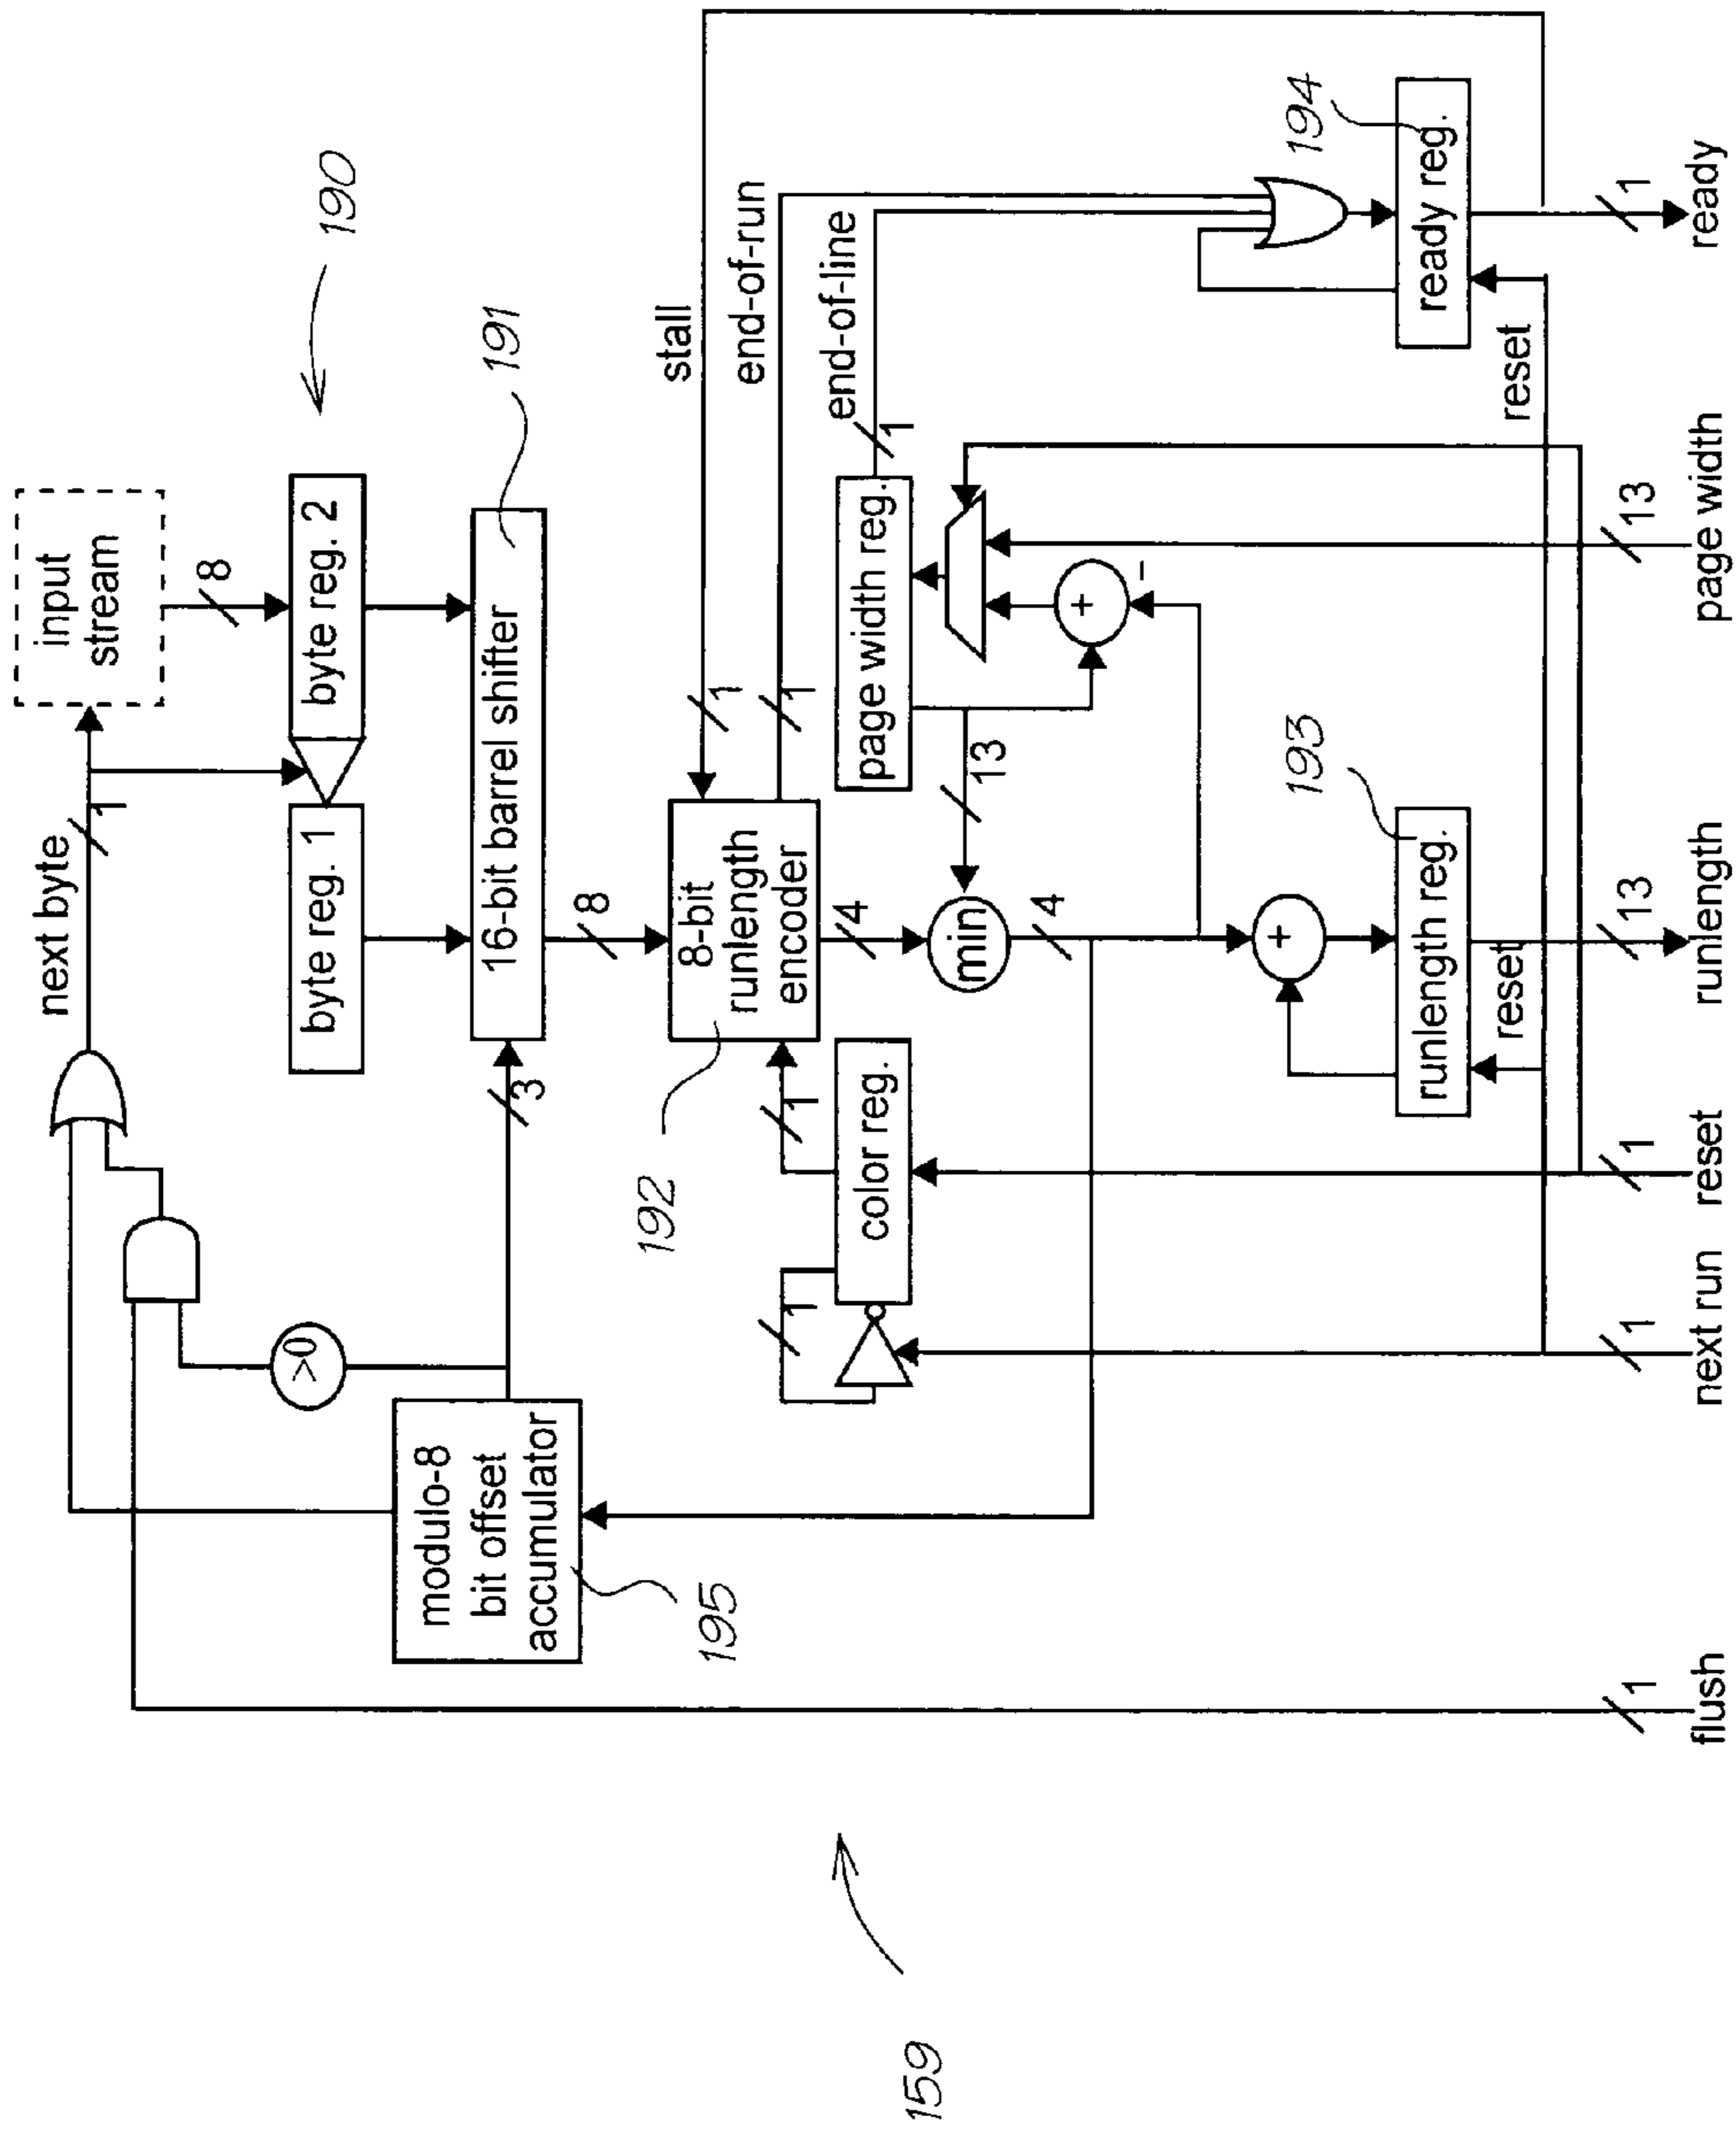 input
stream
next byte
1
8
190
byte reg. 1
byte reg. 2
191
16-bit barrel shifter
>0
3
8
modulo-8
bit offset
accumulator
195
192
8-bit
runlength
encoder
stall
1
end-of-run
1
end-of-line
1
1
1
color reg.
4
page width reg.
min
13
4
+
-
+
193
194
runlength reg.
ready reg.
reset
reset
1
flush
1
next run
1
reset
13
runlength
13
page width
1
ready
159